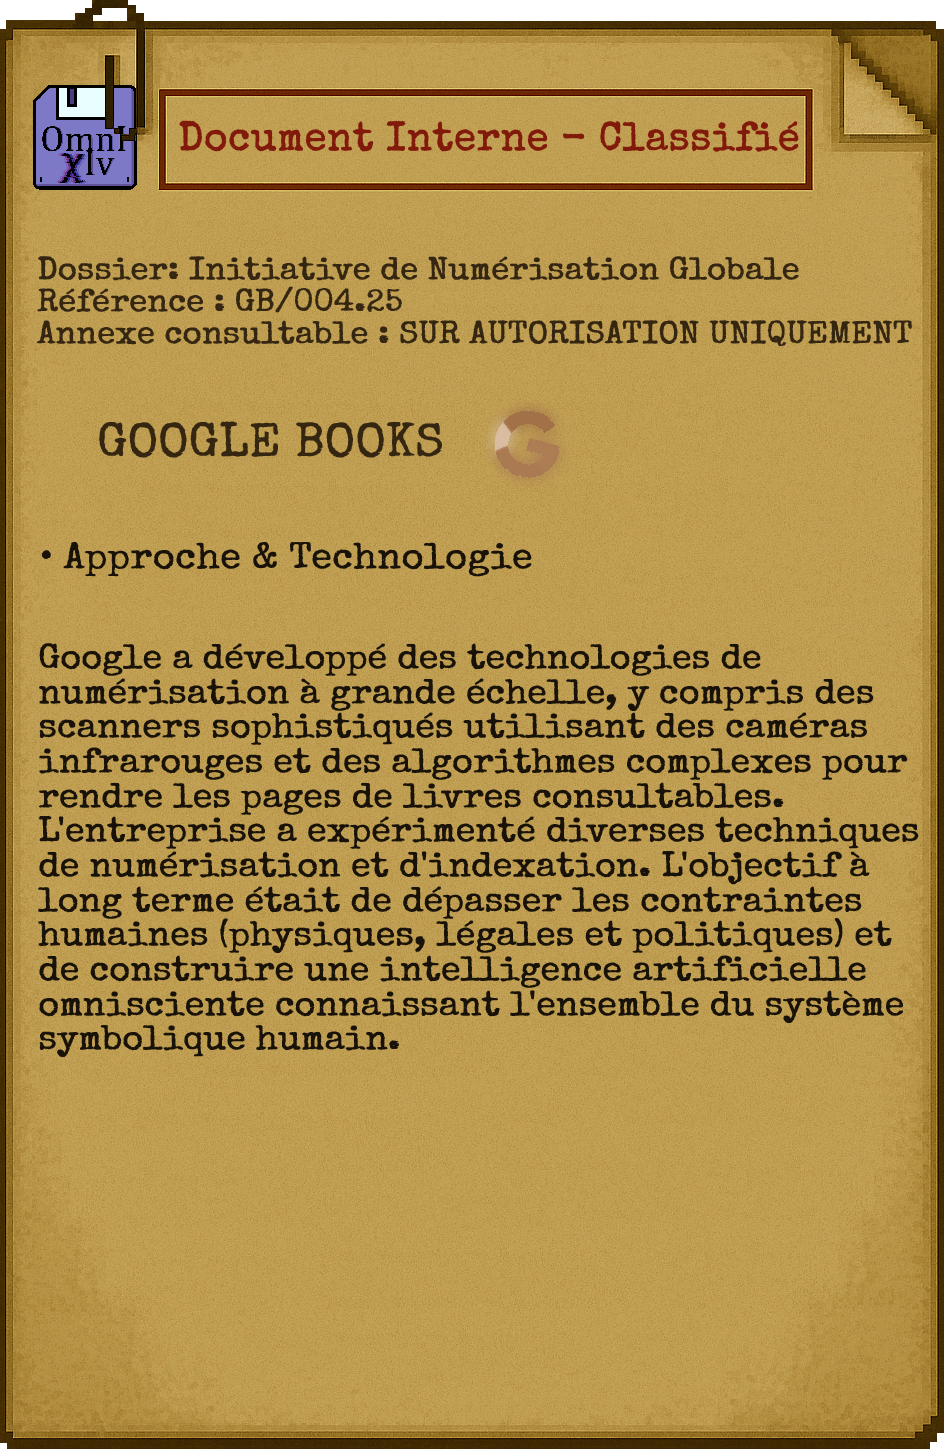 OmnI
Xiv
Document Interne – Classifié
Dossier: Initiative de Numérisation Globale
Référence : GB/004.25
Annexe consultable : SUR AUTORISATION UNIQUEMENT
GOOGLE BOOKS
• Approche & Technologie
Google a développé des technologies de
numérisation à grande échelle, y compris des
scanners sophistiqués utilisant des caméras
infrarouges et des algorithmes complexes pour
rendre les pages de livres consultables.
L'entreprise a expérimenté diverses techniques
de numérisation et d'indexation. L'objectif à
long terme était de dépasser les contraintes
humaines (physiques, légales et politiques) et
de construire une intelligence artificielle
omnisciente connaissant l'ensemble du système
symbolique humain.